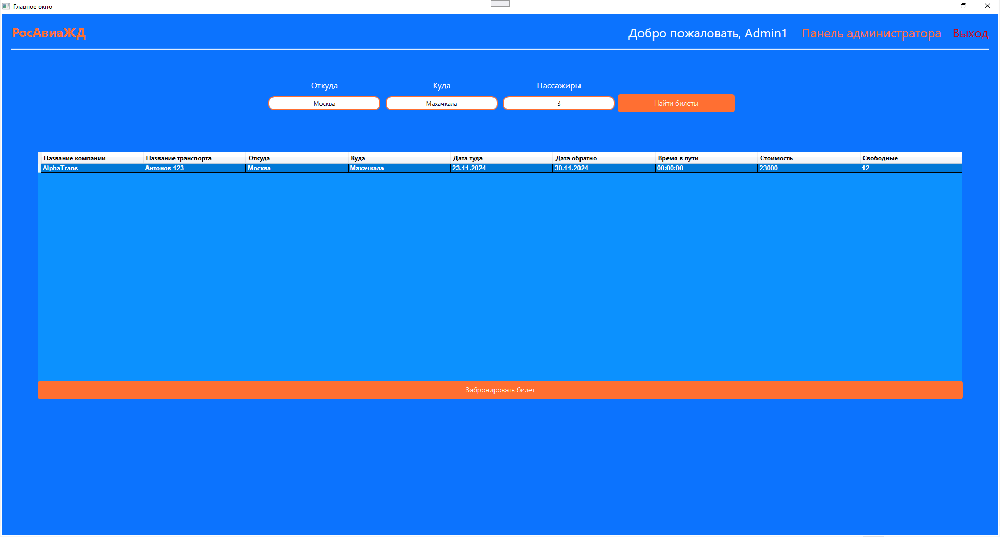 Главное окно
РосАвиаЖД
Добро пожаловать, Admin1 Панель администратора Выход
Откуда Куда Пассажиры
Москва Махачкала 3 Найти билеты
Название компании Название транспорта Откуда Куда Дата туда Дата обратно Время в пути Стоимость Свободные
AlphaTrans Антонов 123 Москва Махачкала 23.11.2024 30.11.2024 00:00:00 23000 12
Забронировать билет